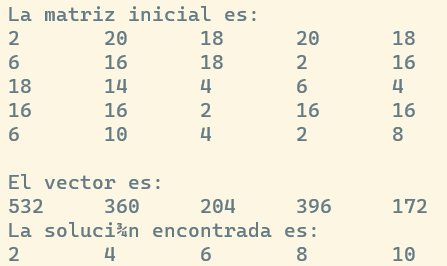 La matriz inicial es:
2 20 18 20 18
6 16 18 2 16
18 14 4 6 4
16 16 2 16 16
6 10 4 2 8
El vector es:
532 360 204 396 172
La soluci¾n encontrada es:
2 4 6 8 10